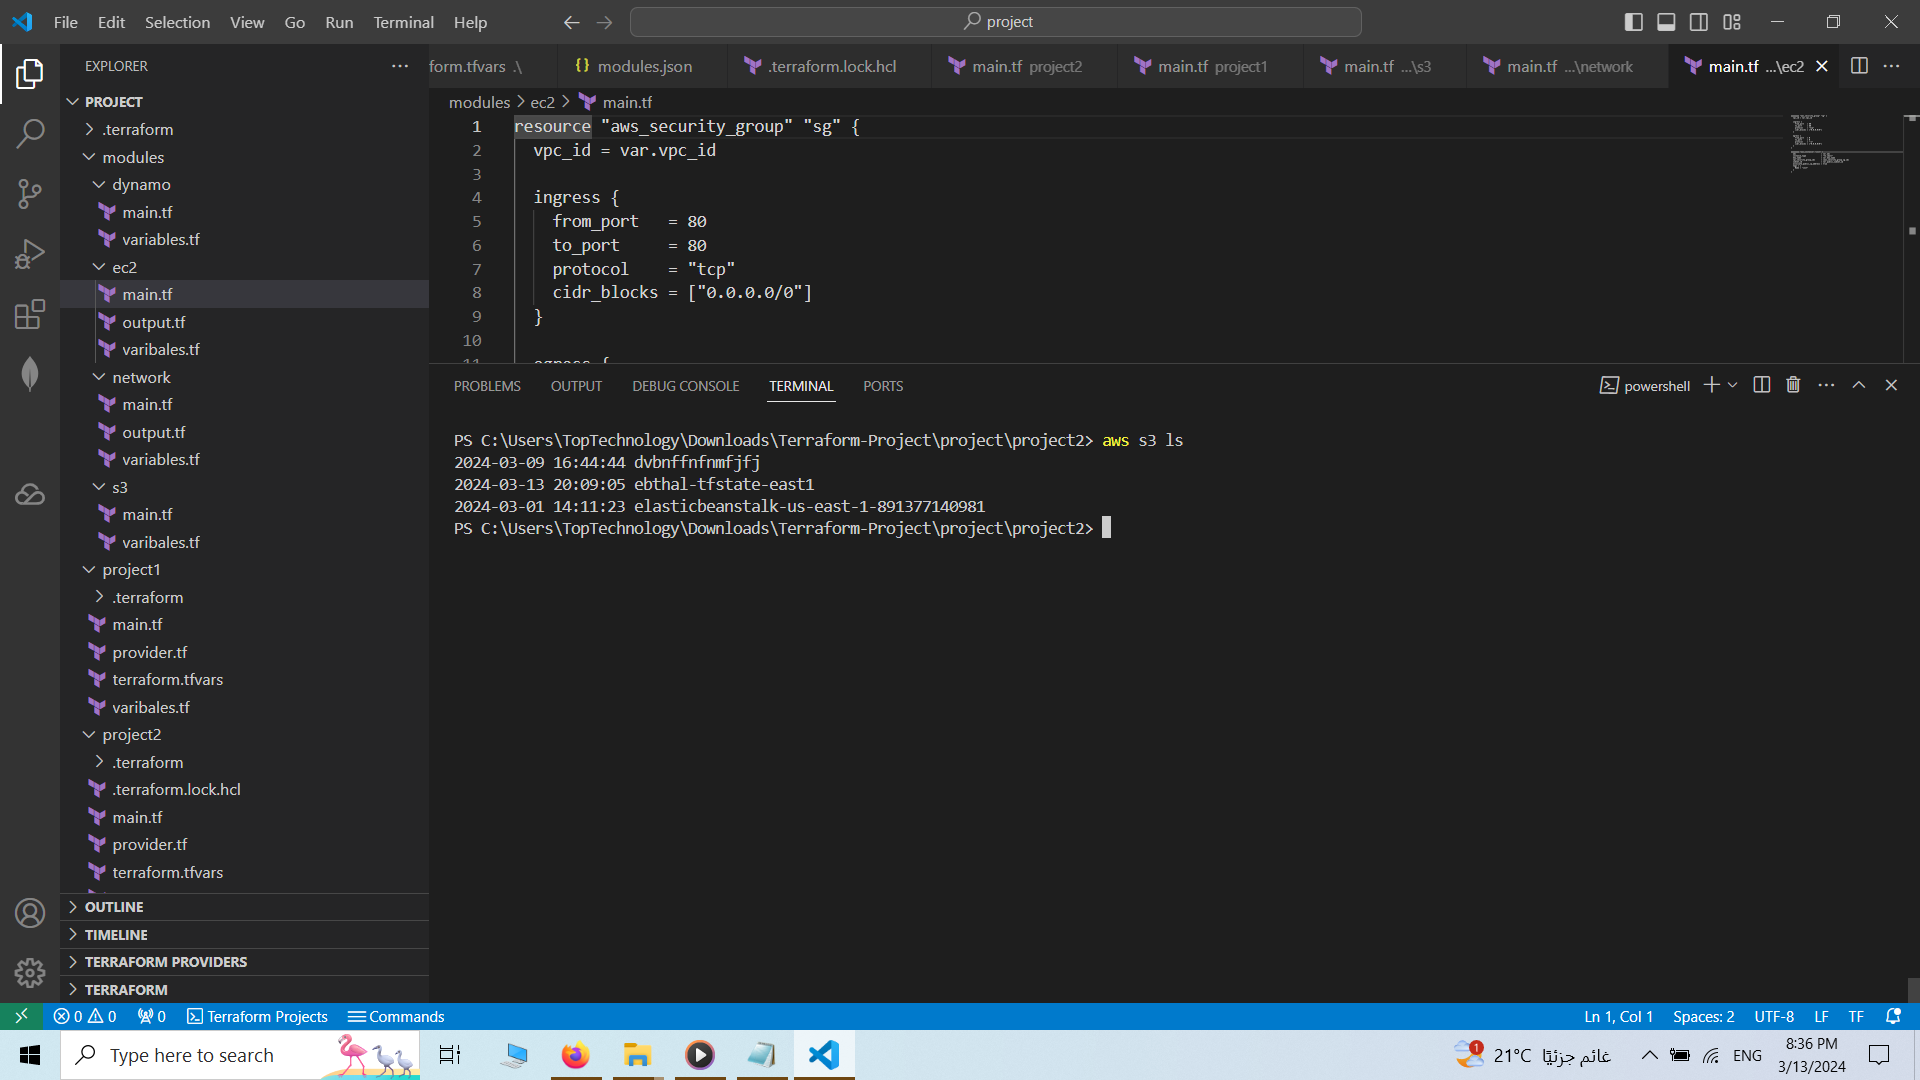 File Edit Selection View Go Run Terminal Help
project
EXPLORER
PROJECT
.terraform
modules
dynamo
main.tf
variables.tf
ec2
main.tf
output.tf
varibales.tf
network
main.tf
output.tf
variables.tf
s3
main.tf
varibales.tf
project1
.terraform
main.tf
provider.tf
terraform.tfvars
varibales.tf
project2
.terraform
.terraform.lock.hcl
main.tf
provider.tf
terraform.tfvars
OUTLINE
TIMELINE
TERRAFORM PROVIDERS
TERRAFORM
form.tfvars .\ {} modules.json .terraform.lock.hcl main.tf project2 main.tf project1 main.tf ...\s3 main.tf ...\network main.tf ...\ec2
modules > ec2 > main.tf
1 resource "aws_security_group" "sg" {
2 vpc_id = var.vpc_id
3
4 ingress {
5 from_port = 80
6 to_port = 80
7 protocol = "tcp"
8 cidr_blocks = ["0.0.0.0/0"]
9 }
10
11 egress {
PROBLEMS OUTPUT DEBUG CONSOLE TERMINAL PORTS
powershell
PS C:\Users\TopTechnology\Downloads\Terraform-Project\project\project2> aws s3 ls
2024-03-09 16:44:44 dvbnffnfnmfjfj
2024-03-13 20:09:05 ebthal-tfstate-east1
2024-03-01 14:11:23 elasticbeanstalk-us-east-1-891377140981
PS C:\Users\TopTechnology\Downloads\Terraform-Project\project\project2>
0 0 0 Terraform Projects Commands
Ln 1, Col 1 Spaces: 2 UTF-8 LF TF
Type here to search
1 21°C غائم جزئيًا ENG
8:36 PM
3/13/2024